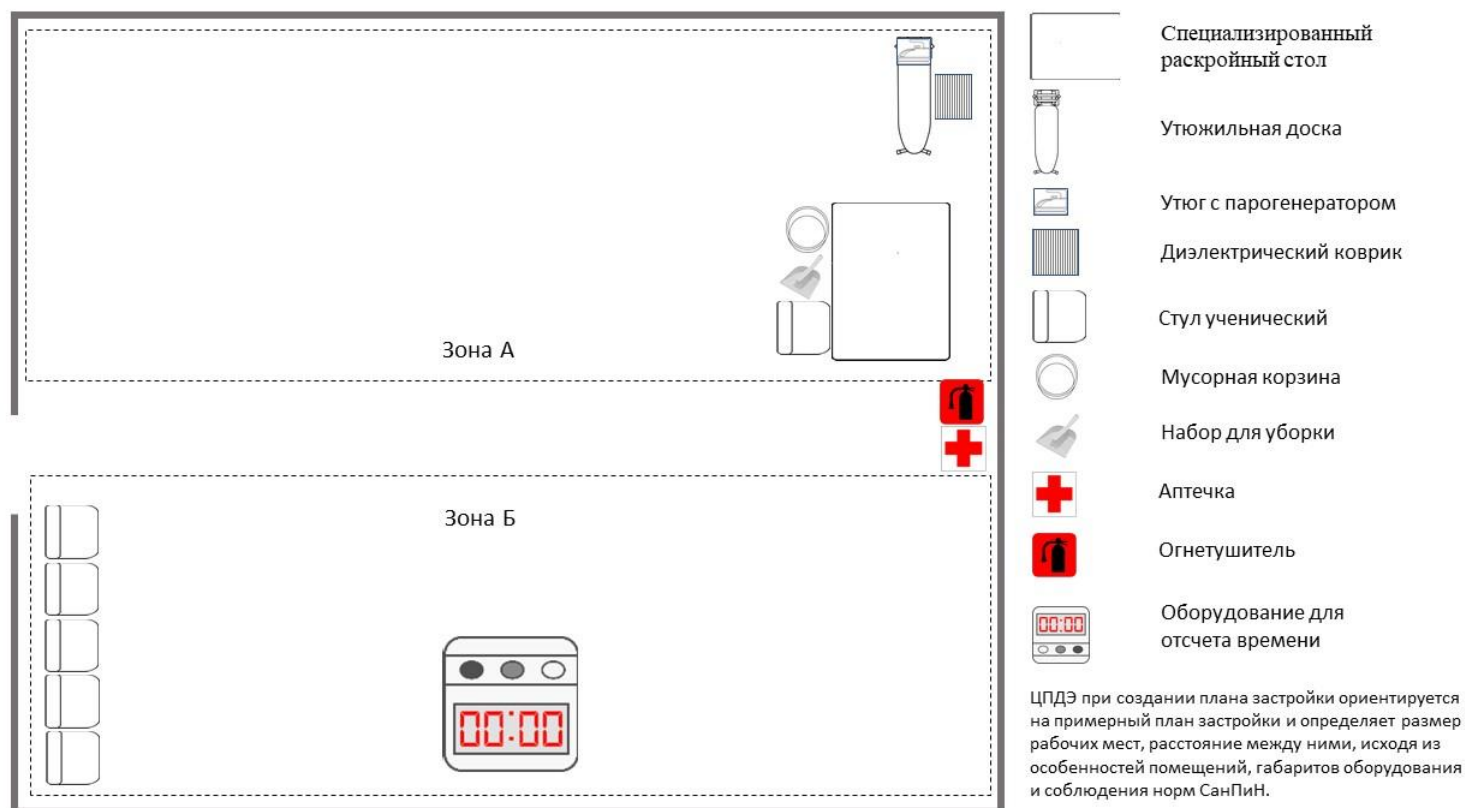 Зона А
Зона Б
00:00
Специализированный
раскройный стол
Утюжильная доска
Утюг с парогенератором
Диэлектрический коврик
Стул ученический
Мусорная корзина
Набор для уборки
Аптечка
Огнетушитель
00:00
Оборудование для
отсчета времени
ЦПДЭ при создании плана застройки ориентируется
на примерный план застройки и определяет размер
рабочих мест, расстояние между ними, исходя из
особенностей помещений, габаритов оборудования
и соблюдения норм СанПиН.